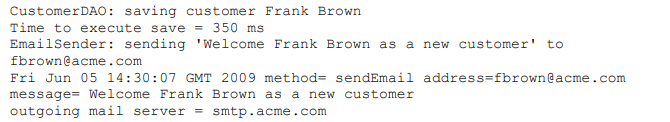 CustomerDAO: saving customer Frank Brown
Time to execute save = 350 ms
EmailSender: sending 'Welcome Frank Brown as a new customer' to
fbrown@acme.com
Fri Jun 05 14:30:07 GMT 2009 method= sendEmail address=fbrown@acme.com
message= Welcome Frank Brown as a new customer
outgoing mail server = smtp.acme.com